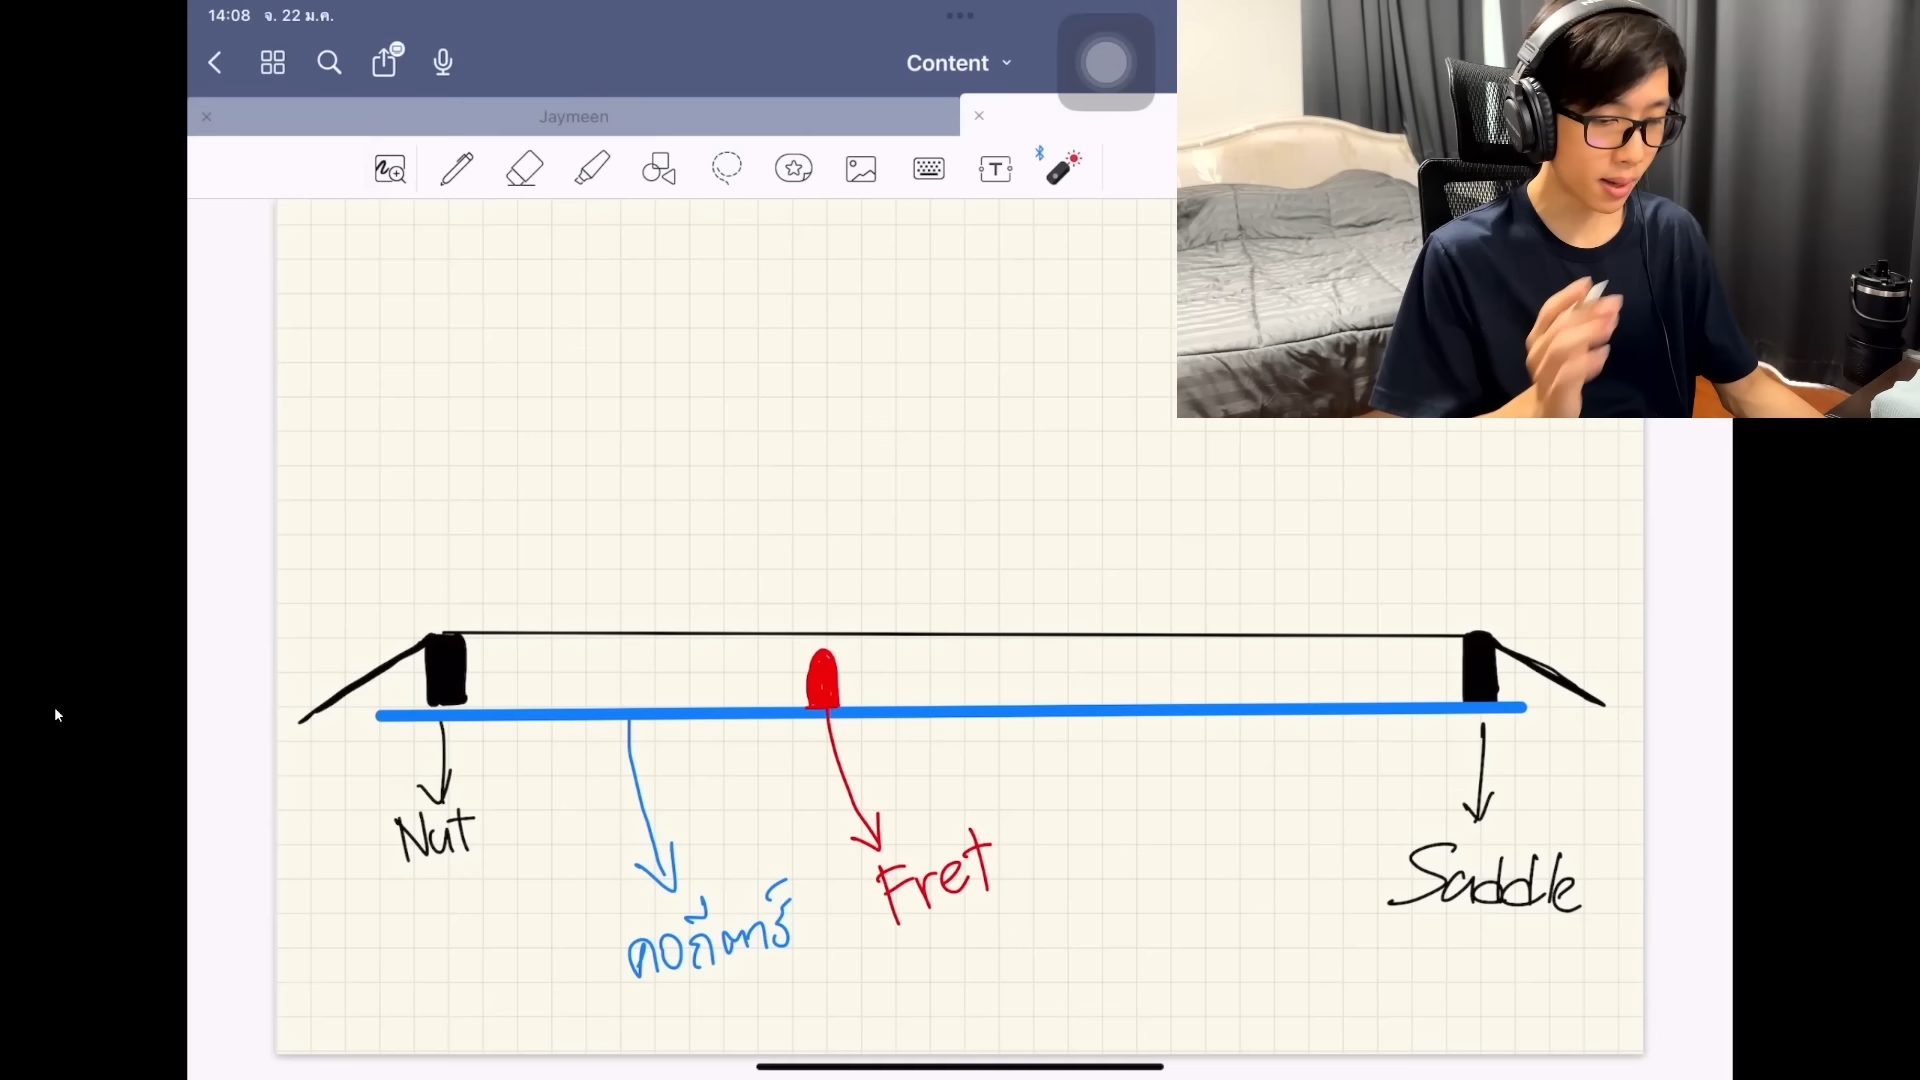 14:08 จ. 22 ม.ค.
Content
Jaymeen
T
Nut
คอกีตาร์
Fret
Saddle